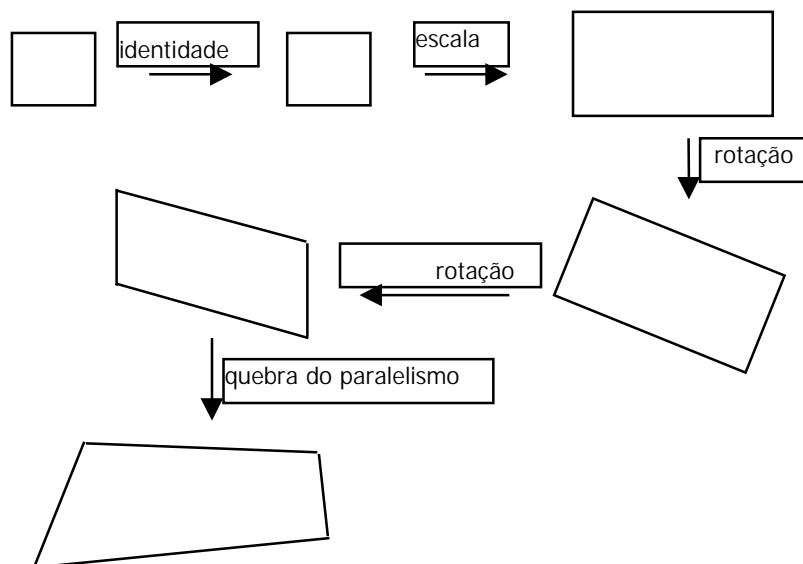 identidade
escala
rotação
rotação
quebra do paralelismo